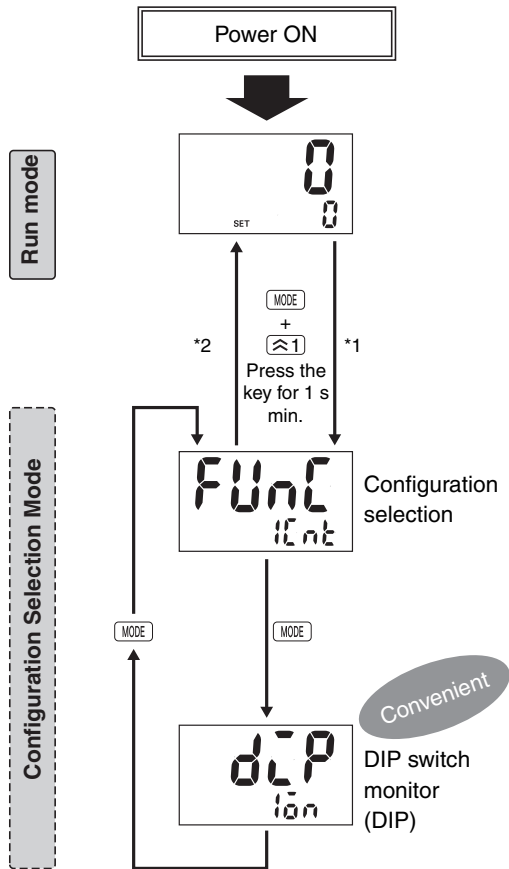 Power ON
Run mode
0
0
SET
MODE
+
1
*2
*1
Press the
key for 1 s
min.
Configuration Selection Mode
FUnC
1Cnt
Configuration
selection
MODE
MODE
Convenient
diP
1on
DIP switch
monitor
(DIP)